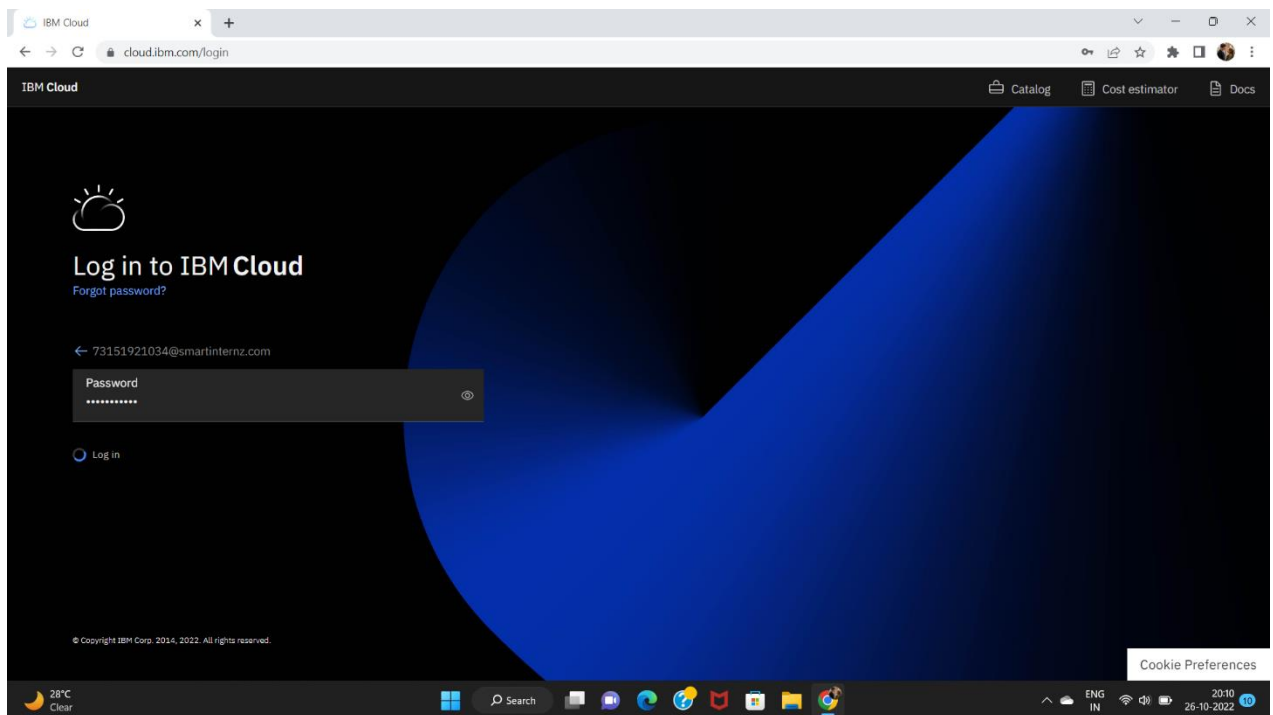 IBM Cloud
cloud.ibm.com/login
IBM Cloud
Catalog
Cost estimator
Docs
Log in to IBM Cloud
Forgot password?
73151921034@smartinternz.com
Password
•••••••••••
Log in
© Copyright IBM Corp. 2014, 2022. All rights reserved.
Cookie Preferences
28°C
Clear
Search
ENG
IN
20:10
26-10-2022
10